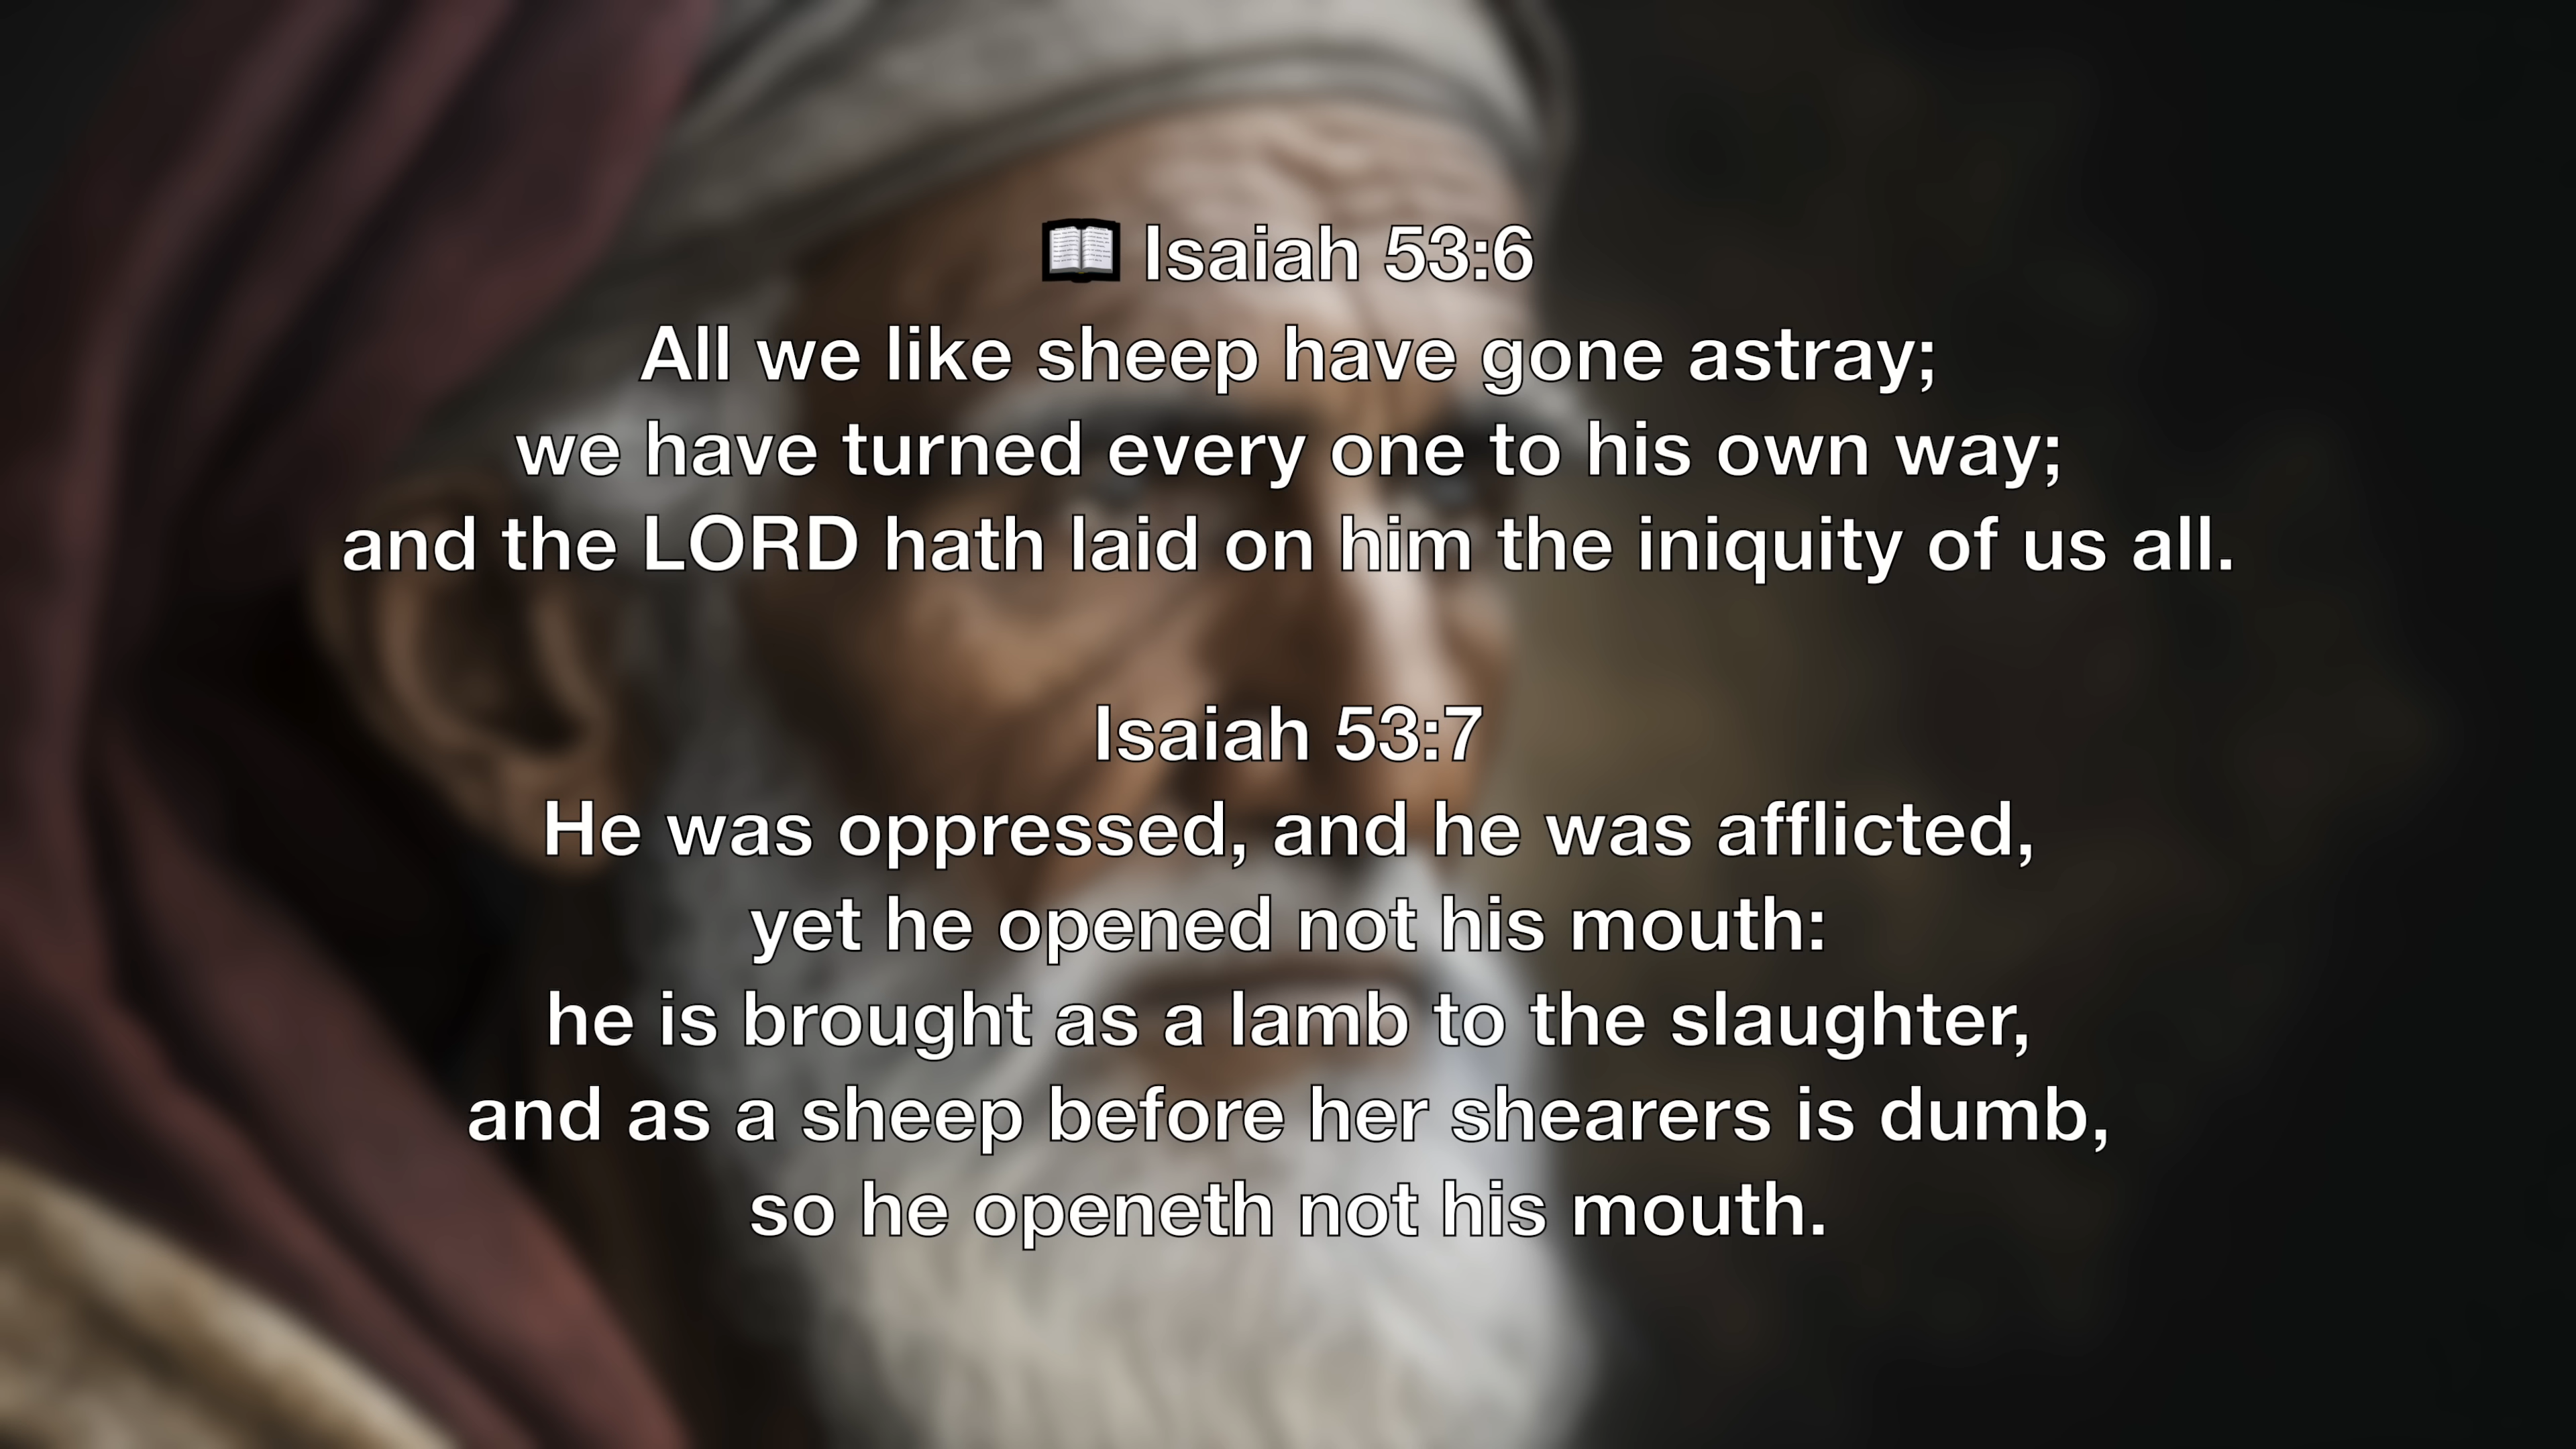 📖 Isaiah 53:6
All we like sheep have gone astray;
we have turned every one to his own way;
and the LORD hath laid on him the iniquity of us all.
Isaiah 53:7
He was oppressed, and he was afflicted,
yet he opened not his mouth:
he is brought as a lamb to the slaughter,
and as a sheep before her shearers is dumb,
so he openeth not his mouth.